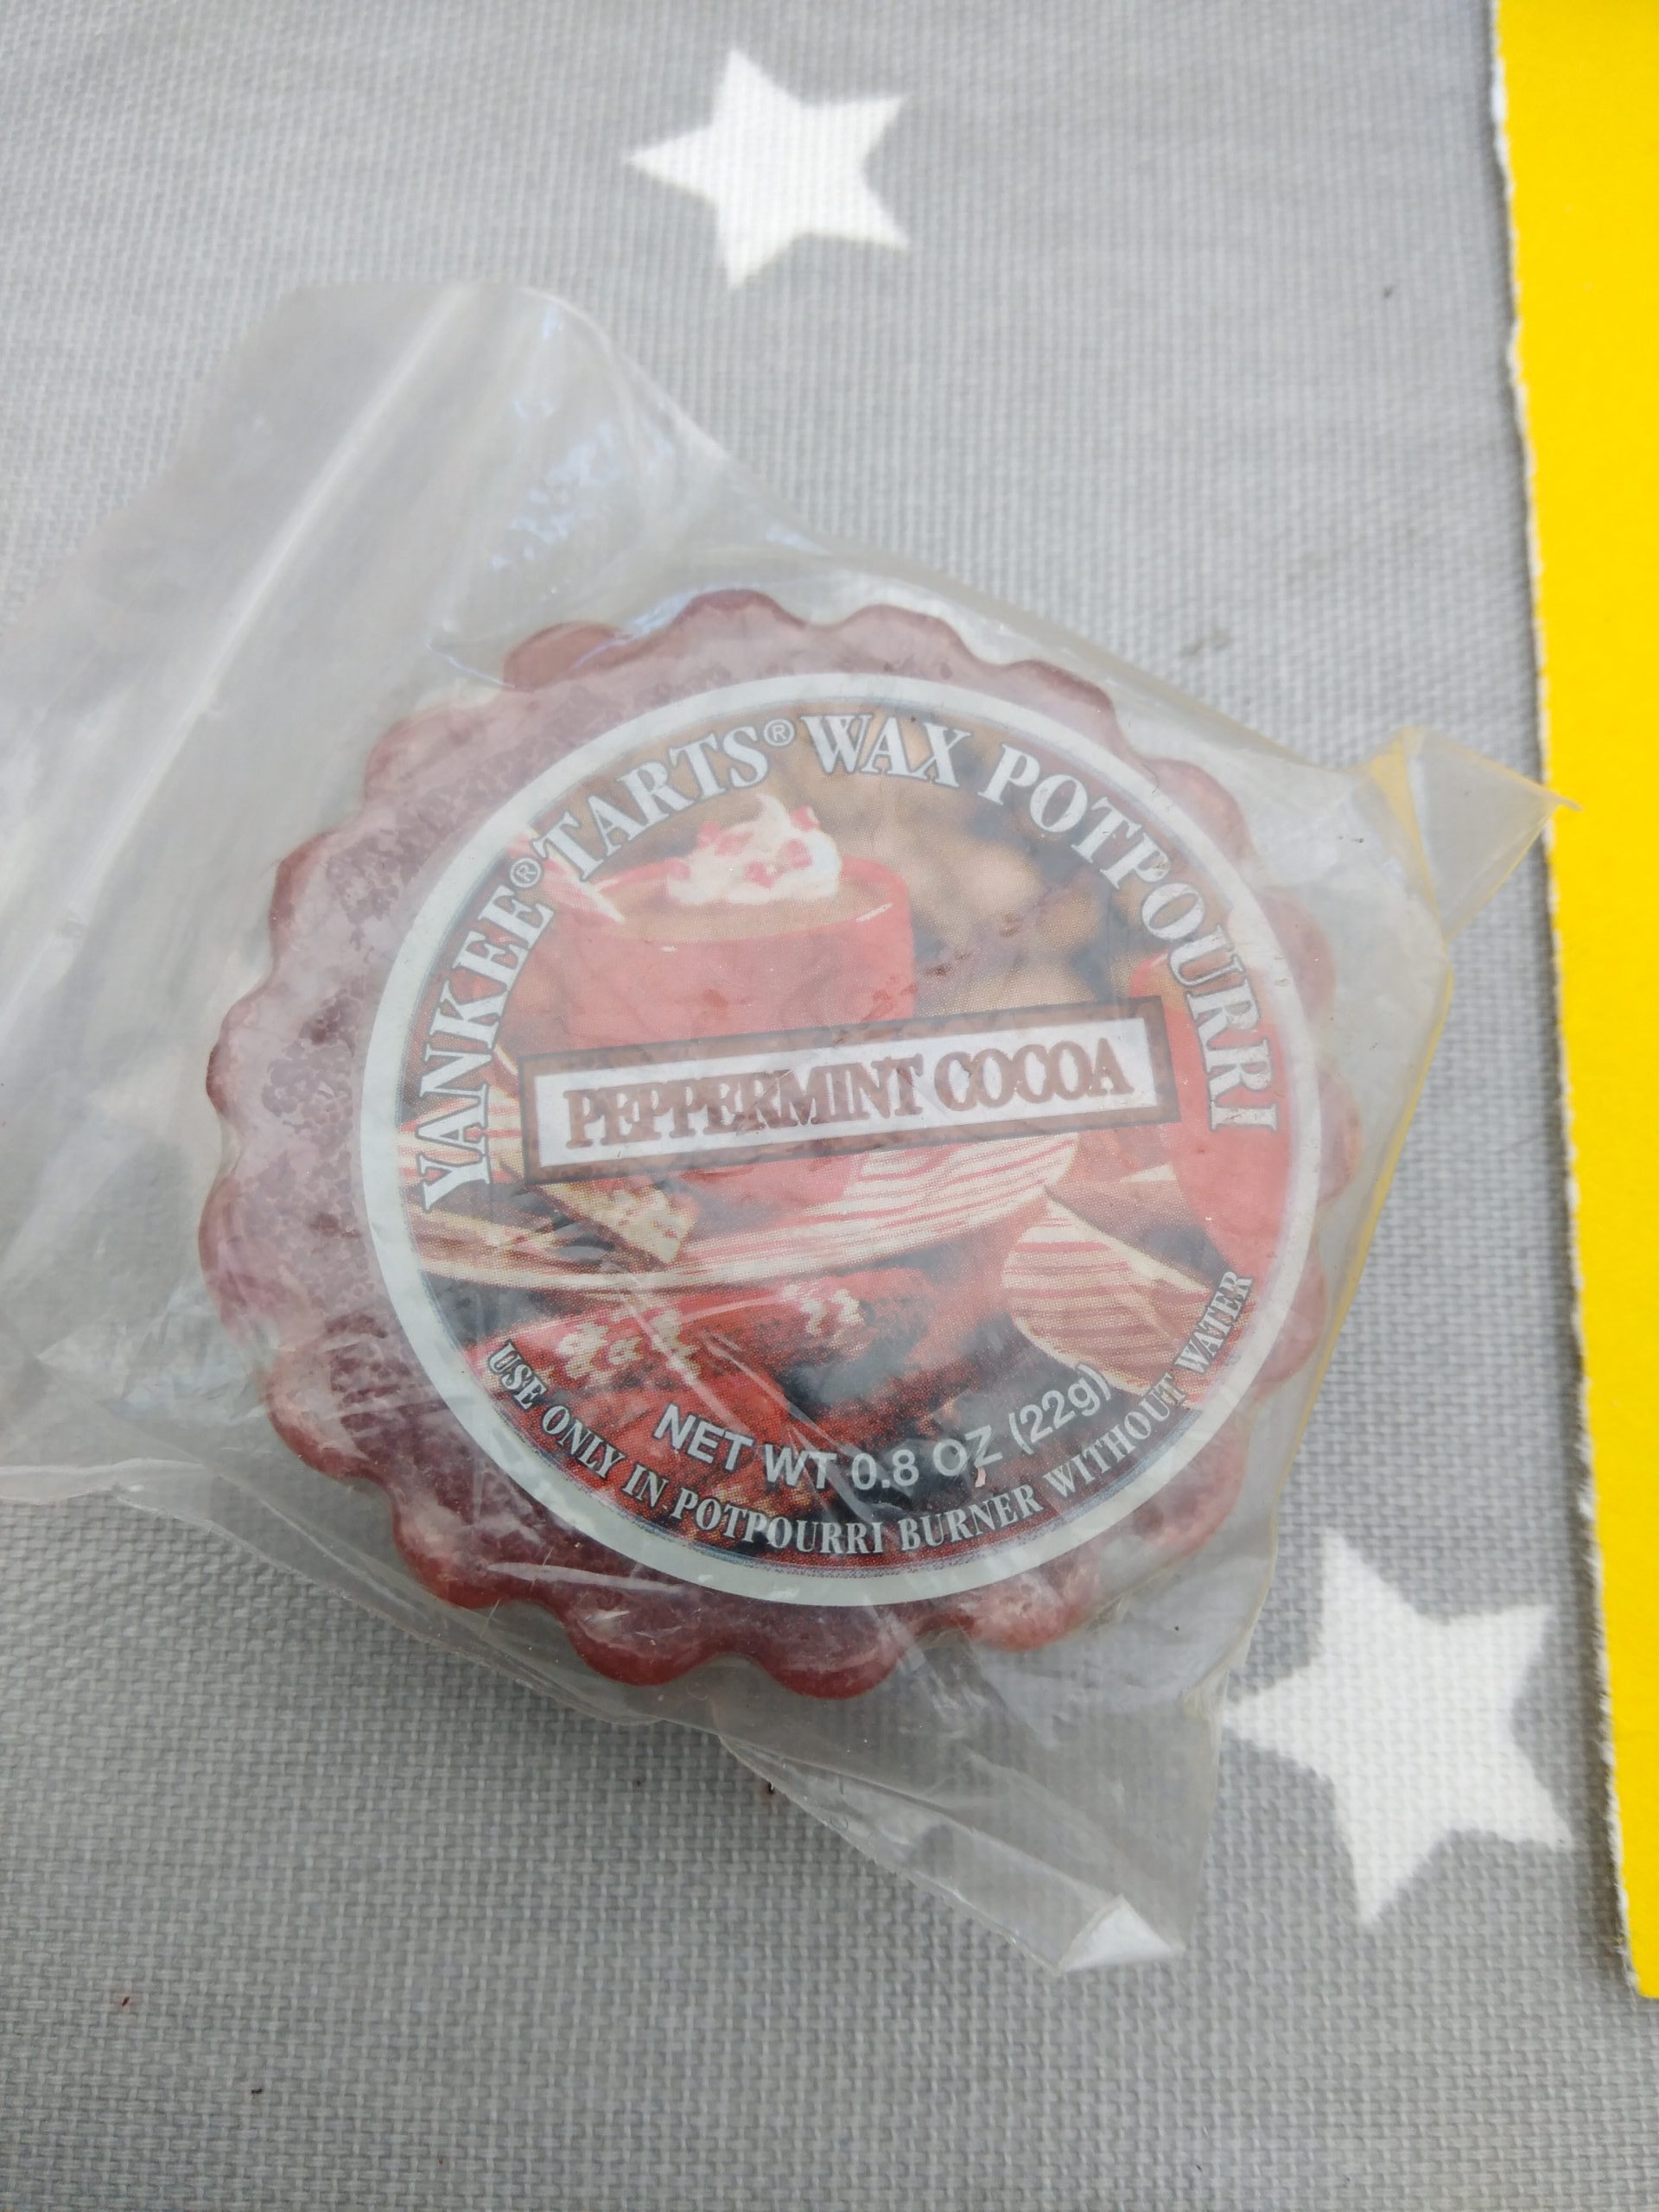 YANKEE® TARTS® WAX POTPOURRI
PEPPERMINT COCOA
NET WT 0.8 OZ (22g)
USE ONLY IN POTPOURRI BURNER WITHOUT WATER